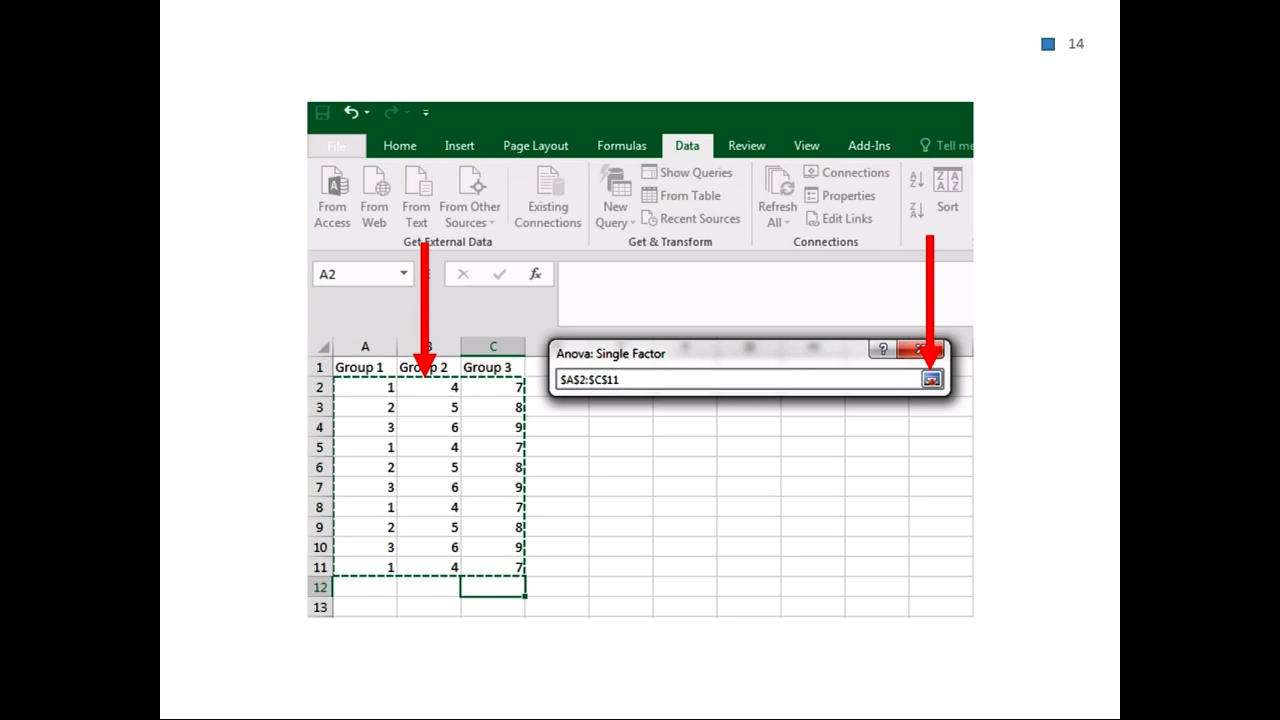 14
File Home Insert Page Layout Formulas Data Review View Add-Ins Tell me
From Access From Web From Text From Other Sources Existing Connections New Query Show Queries From Table Recent Sources Refresh All Connections Properties Edit Links Sort
Get External Data Get & Transform Connections
A2 fx
A B C
1 Group 1 Group 2 Group 3
Anova: Single Factor
$A$2:$C$11
2 1 4 7
3 2 5 8
4 3 6 9
5 1 4 7
6 2 5 8
7 3 6 9
8 1 4 7
9 2 5 8
10 3 6 9
11 1 4 7
12
13